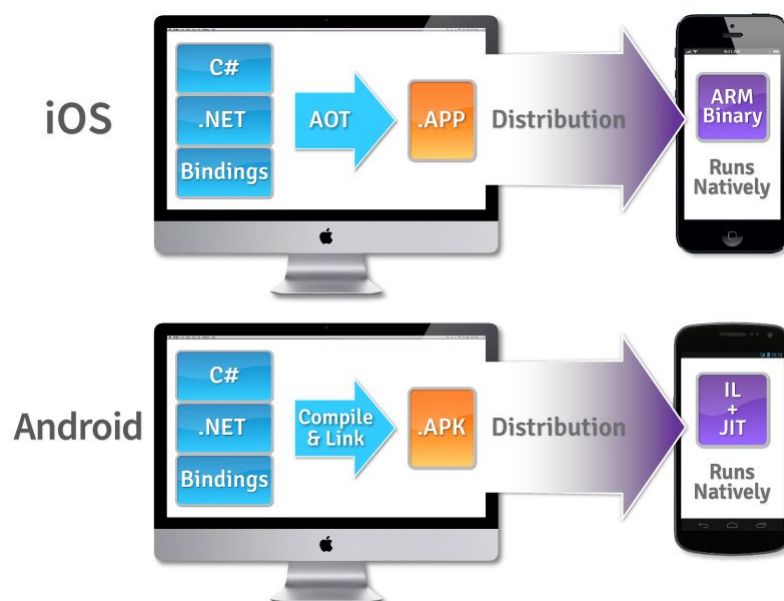 iOS
C#
.NET
Bindings
AOT
.APP
Distribution
ARM
Binary
Runs
Natively
Android
C#
.NET
Bindings
Compile
& Link
.APK
Distribution
IL
+
JIT
Runs
Natively